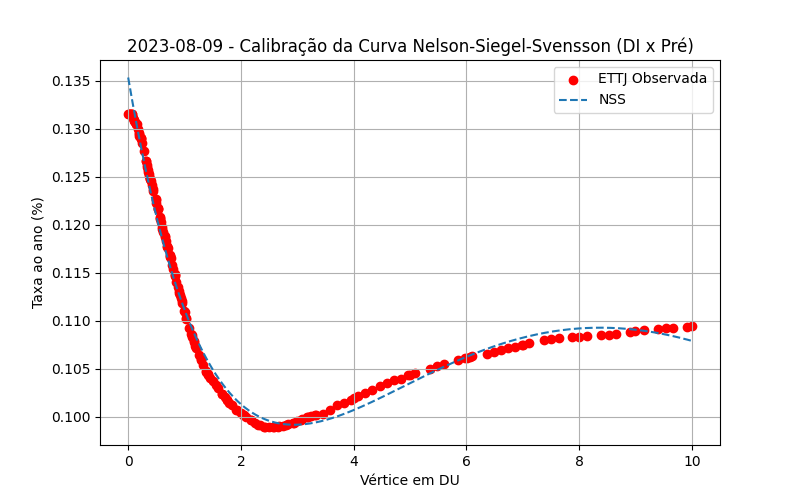 2023-08-09 - Calibração da Curva Nelson-Siegel-Svensson (DI x Pré)
ETTJ Observada
NSS
Taxa ao ano (%)
0.135
0.130
0.125
0.120
0.115
0.110
0.105
0.100
0 2 4 6 8 10
Vértice em DU